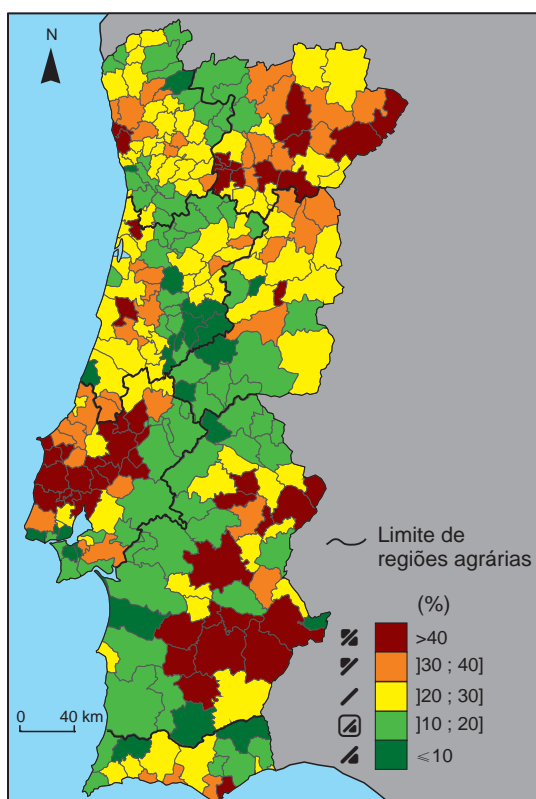 N
Limite de
regiões agrárias
(%)
>40
]30 ; 40]
]20 ; 30]
]10 ; 20]
⩽10
0 40 km